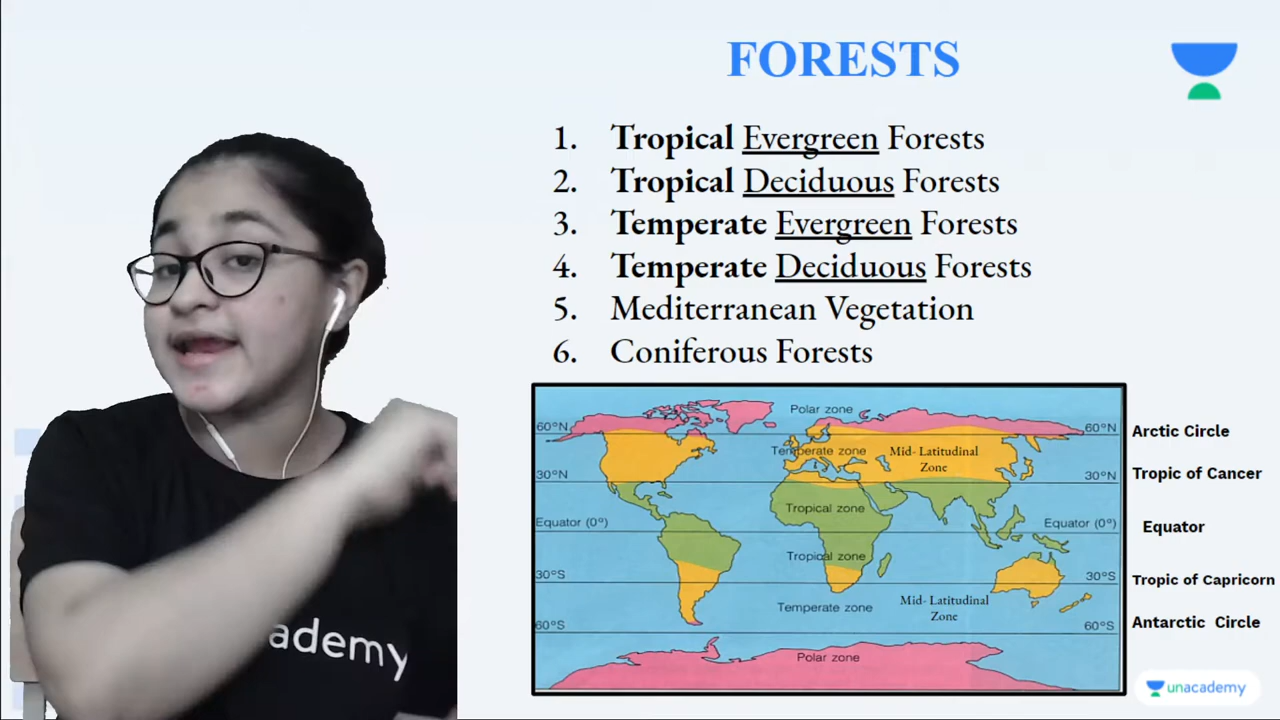 FORESTS
1. Tropical Evergreen Forests
2. Tropical Deciduous Forests
3. Temperate Evergreen Forests
4. Temperate Deciduous Forests
5. Mediterranean Vegetation
6. Coniferous Forests
Polar zone
60°N
60°N
Arctic Circle
Temperate zone
Mid- Latitudinal
Zone
30°N
30°N
Tropic of Cancer
Tropical zone
Equator (0°)
Equator (0°)
Equator
Tropical zone
30°S
30°S
Tropic of Capricorn
Temperate zone
Mid- Latitudinal
Zone
60°S
60°S
Antarctic Circle
Polar zone
ademy
unacademy